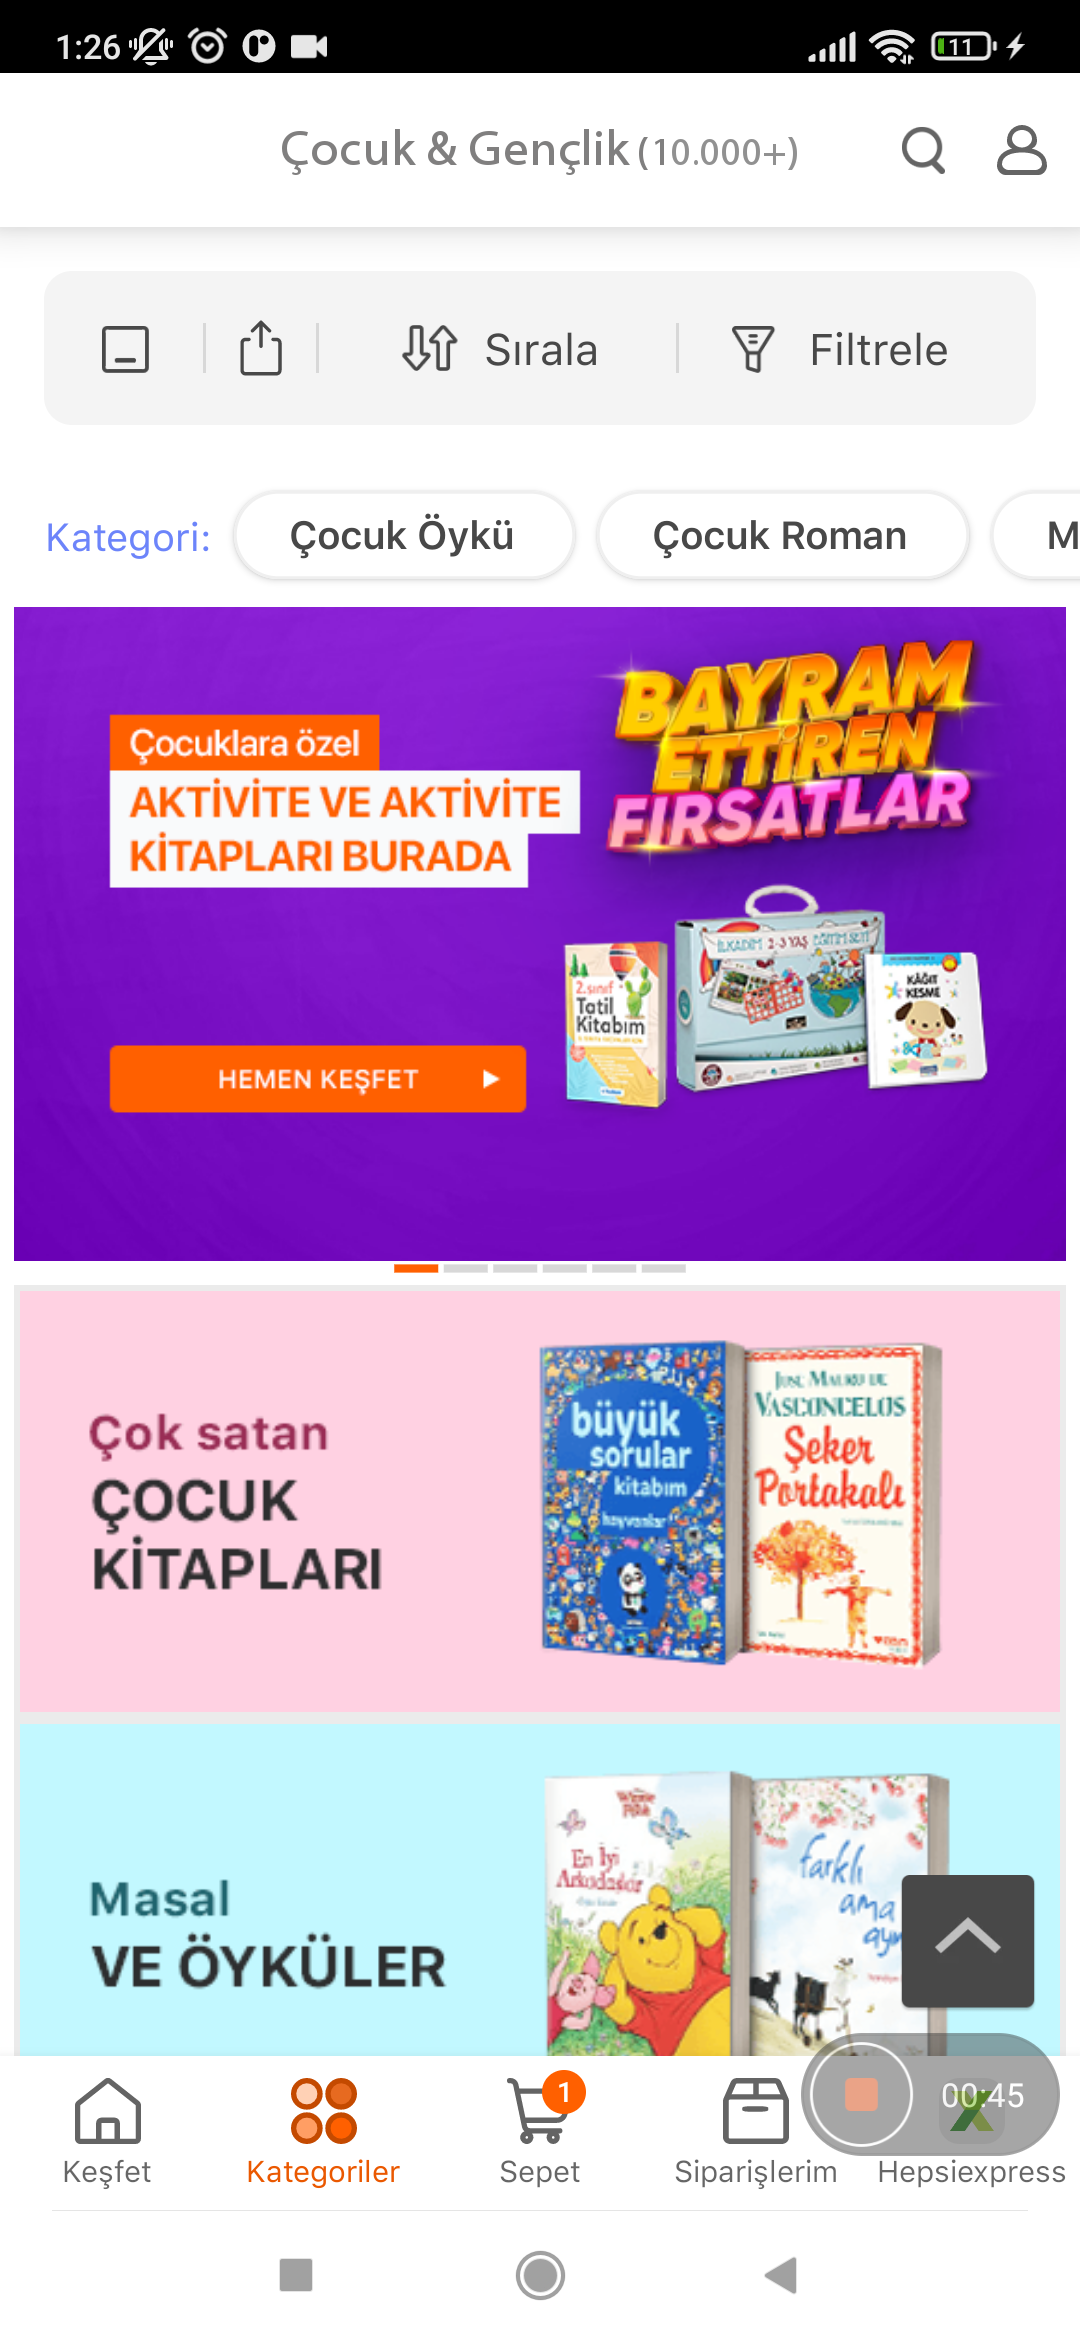 1:26
11
Çocuk & Gençlik (10.000+)
Sırala
Filtrele
Kategori:
Çocuk Öykü
Çocuk Roman
M
Çocuklara özel
AKTİVİTE VE AKTİVİTE
KİTAPLARI BURADA
BAYRAM
ETTİREN
FIRSATLAR
HEMEN KEŞFET
2.sınıf
Tatil
Kitabım
İLKADIM 2-3 YAŞ EĞİTİM SETİ
KAĞIT
KESME
Çok satan
ÇOCUK
KİTAPLARI
büyük
sorular
kitabım
hayvanlar
JOSE MAURO DE
VASCONCELOS
Şeker
Portakalı
Masal
VE ÖYKÜLER
Winnie
En İyi
Arkadaşlar
farklı
ama
1
00:45
Keşfet
Kategoriler
Sepet
Siparişlerim
Hepsiexpress